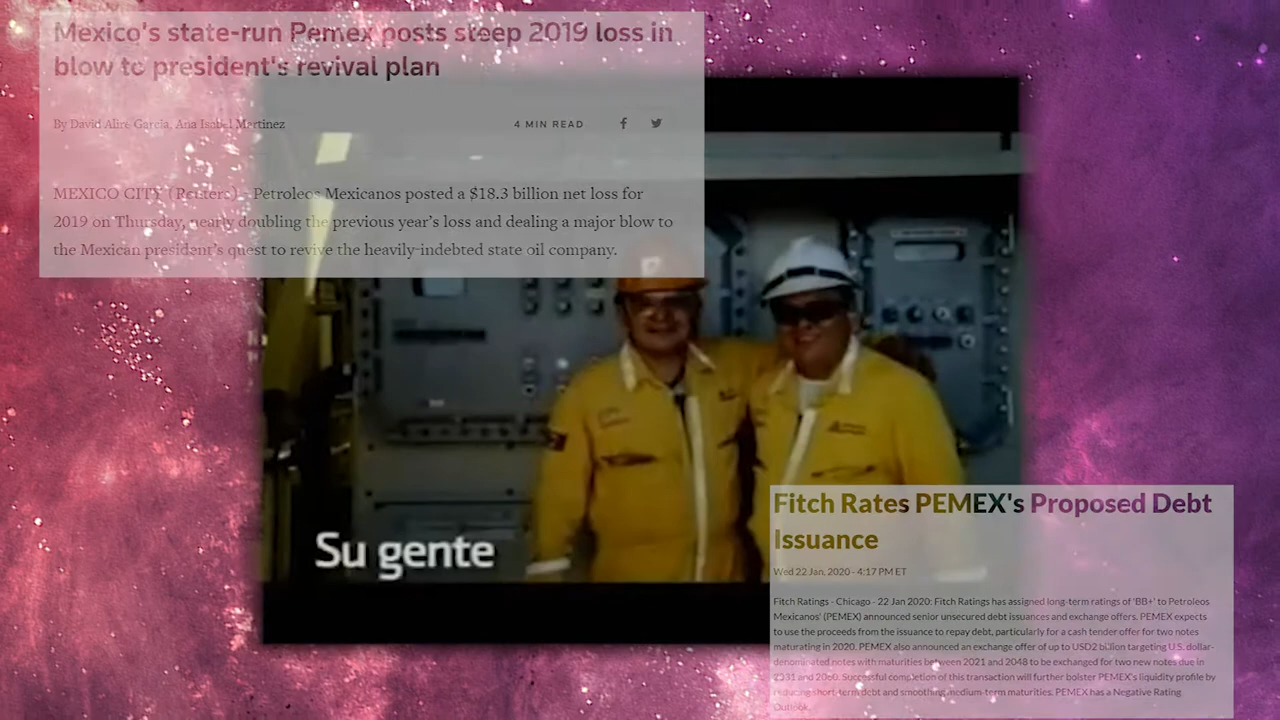 Mexico's state-run Pemex posts steep 2019 loss in
blow to president's revival plan
By David Alire Garcia, Ana Isabel Martinez
4 MIN READ
MEXICO CITY (Reuters) - Petroleos Mexicanos posted a $18.3 billion net loss for
2019 on Thursday, nearly doubling the previous year's loss and dealing a major blow to
the Mexican president's quest to revive the heavily-indebted state oil company.
Su gente
Fitch Rates PEMEX's Proposed Debt
Issuance
Wed 22 Jan, 2020 - 4:17 PM ET
Fitch Ratings - Chicago - 22 Jan 2020: Fitch Ratings has assigned long-term ratings of 'BB+' to Petroleos
Mexicanos' (PEMEX) announced senior unsecured debt issuances and exchange offers. PEMEX expects
to use the proceeds from the issuance to repay debt, particularly for a cash tender offer for two notes
maturating in 2020. PEMEX also announced an exchange offer of up to USD2 billion targeting U.S. dollar-
denominated notes with maturities between 2021 and 2048 to be exchanged for two new notes due in
2031 and 2060. Successful completion of this transaction will further bolster PEMEX's liquidity profile by
reducing short-term debt and smoothing medium-term maturities. PEMEX has a Negative Rating
Outlook.